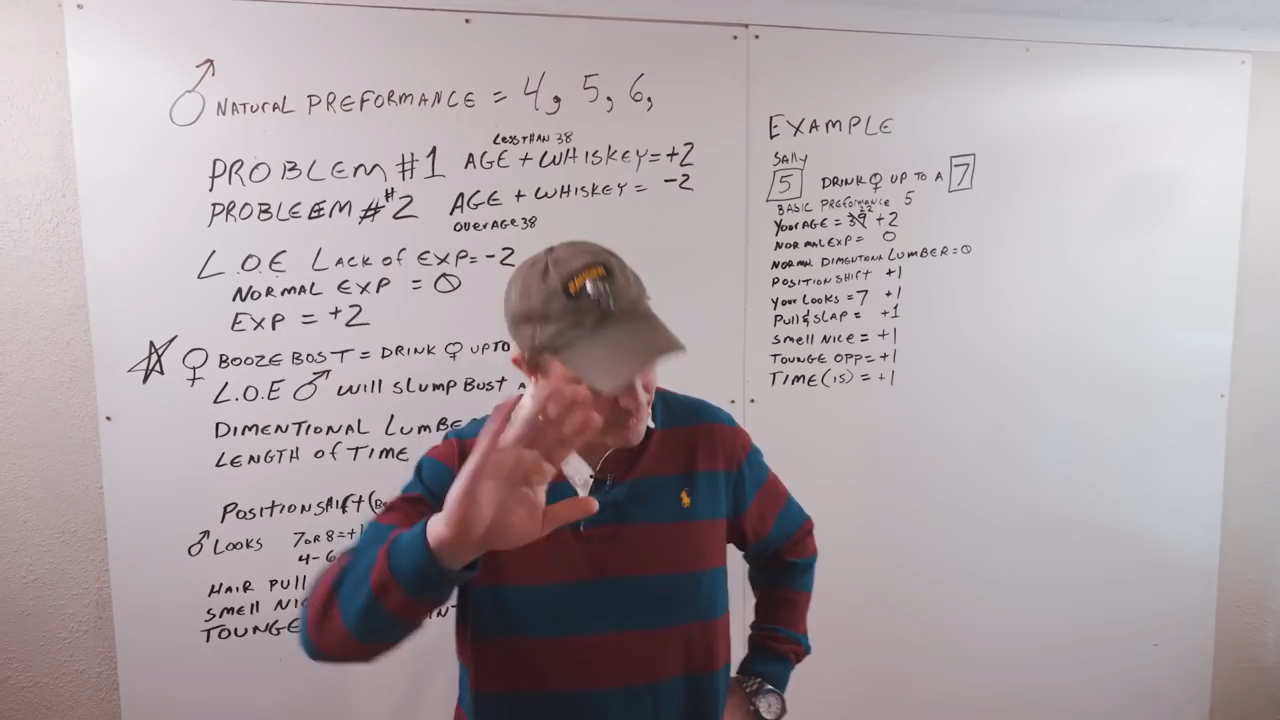 ♂ NATURAL PREFORMANCE = 4, 5, 6,
LESS THAN 38
PROBLEM #1 AGE + WHISKEY = +2
PROBLEEM #2 AGE + WHISKEY = -2
OVER AGE 38
L.O.E LACK OF EXP = -2
NORMAL EXP = 0
EXP = +2
♀ BOOZE BOST = DRINK ♀ UP TO
L.O.E ♂ WILL SLUMP BUST
DIMENTIONAL LUMBE
LENGTH OF TIME
POSITION SHIFT (
♂ LOOKS 7 OR 8 = +1
4-6
HAIR PULL
SMELL NIC
TOUNGE
EXAMPLE
SALLY
5 DRINK ♀ UP TO A 7
BASIC PREFORMANCE 5
22
YOUR AGE = 39 +2
NORMAL EXP = 0
NORMAL DIMENTIONAL LUMBER = 0
POSITION SHIFT +1
YOUR LOOKS = 7 +1
PULL & SLAP = +1
SMELL NICE = +1
TOUNGE OPP = +1
TIME (15) = +1